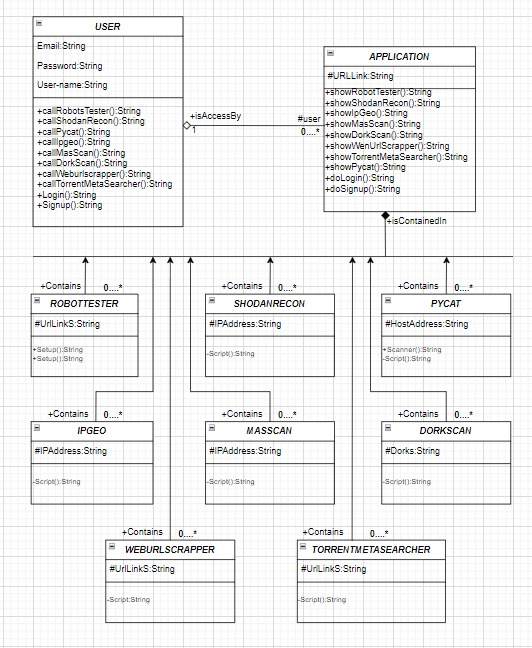 USER
Email:String
Password:String
User-name:String
+callRobotsTester():String
+callShodanRecon():String
+callPycat():String
+callIpgeo():String
+callMasScan():String
+callDorkScan():String
+callWeburlscrapper():String
+callTorrentMetaSearcher():String
+Login():String
+Signup():String
+isAccessBy
1
#user
0....*
APPLICATION
#URLLink:String
+showRobotTester():String
+showShodanRecon():String
+showIpGeo():String
+showMasScan():String
+showDorkScan():String
+showWenUrlScrapper():String
+showTorrentMetaSearcher():String
+showPycat():String
+doLogin():String
+doSignup():String
+isContainedIn
+Contains 0....*
ROBOTTESTER
#UrlLinkS:String
+Setup():String
+Setup():String
+Contains 0....*
SHODANRECON
#IPAddress:String
-Script():String
+Contains 0....*
PYCAT
#HostAddress:String
+Scanner():String
-Script():String
+Contains 0....*
IPGEO
#IPAddress:String
-Script():String
+Contains 0....*
MASSCAN
#IPAddress:String
-Script():String
+Contains 0....*
DORKSCAN
#Dorks:String
-Script():String
+Contains 0....*
WEBURLSCRAPPER
#UrlLinkS:String
-Script:String
+Contains 0....*
TORRENTMETASEARCHER
#UrlLinkS:String
-Script():String